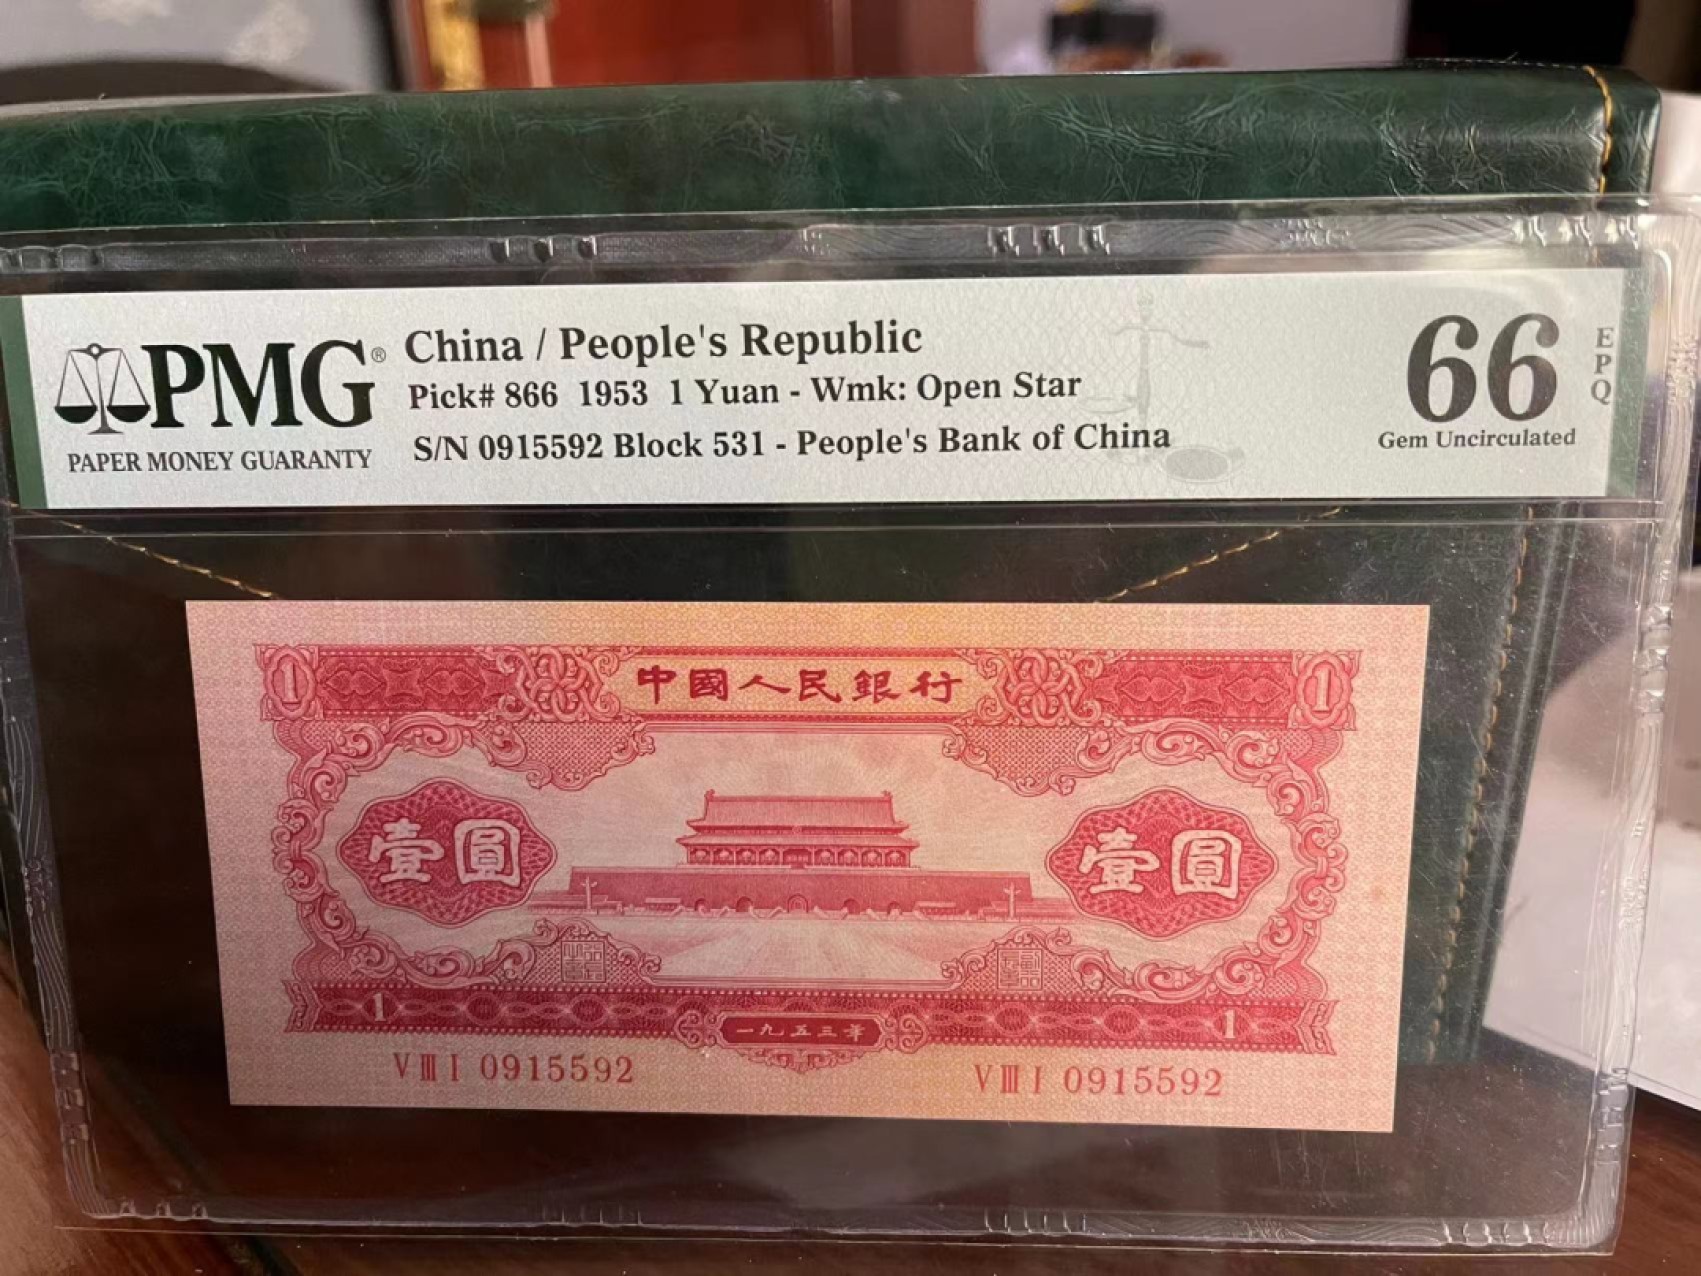 PMG®
PAPER MONEY GUARANTY
China / People's Republic
Pick# 866 1953 1 Yuan - Wmk: Open Star
S/N 0915592 Block 531 - People's Bank of China
66
EPQ
Gem Uncirculated
1 中國人民銀行 1
壹圓 壹圓
1 一九五三年 1
V III I 0915592 V III I 0915592